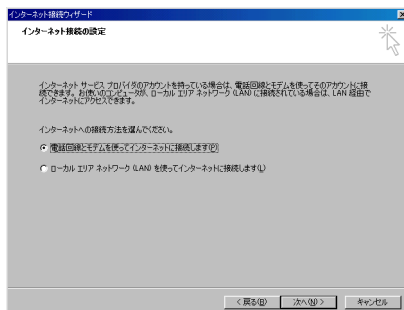 インターネット接続ウィザード
インターネット接続の設定
インターネット サービス プロバイダのアカウントを持っている場合は、電話回線とモデムを使ってそのアカウントに接
続できます。お使いのコンピュータが、ローカル エリア ネットワーク (LAN) に接続されている場合は、LAN 経由で
インターネットにアクセスできます。
インターネットへの接続方法を選んでください。
電話回線とモデムを使ってインターネットに接続します(P)
ローカル エリア ネットワーク (LAN) を使ってインターネットに接続します(L)
< 戻る(B)
次へ(N) >
キャンセル